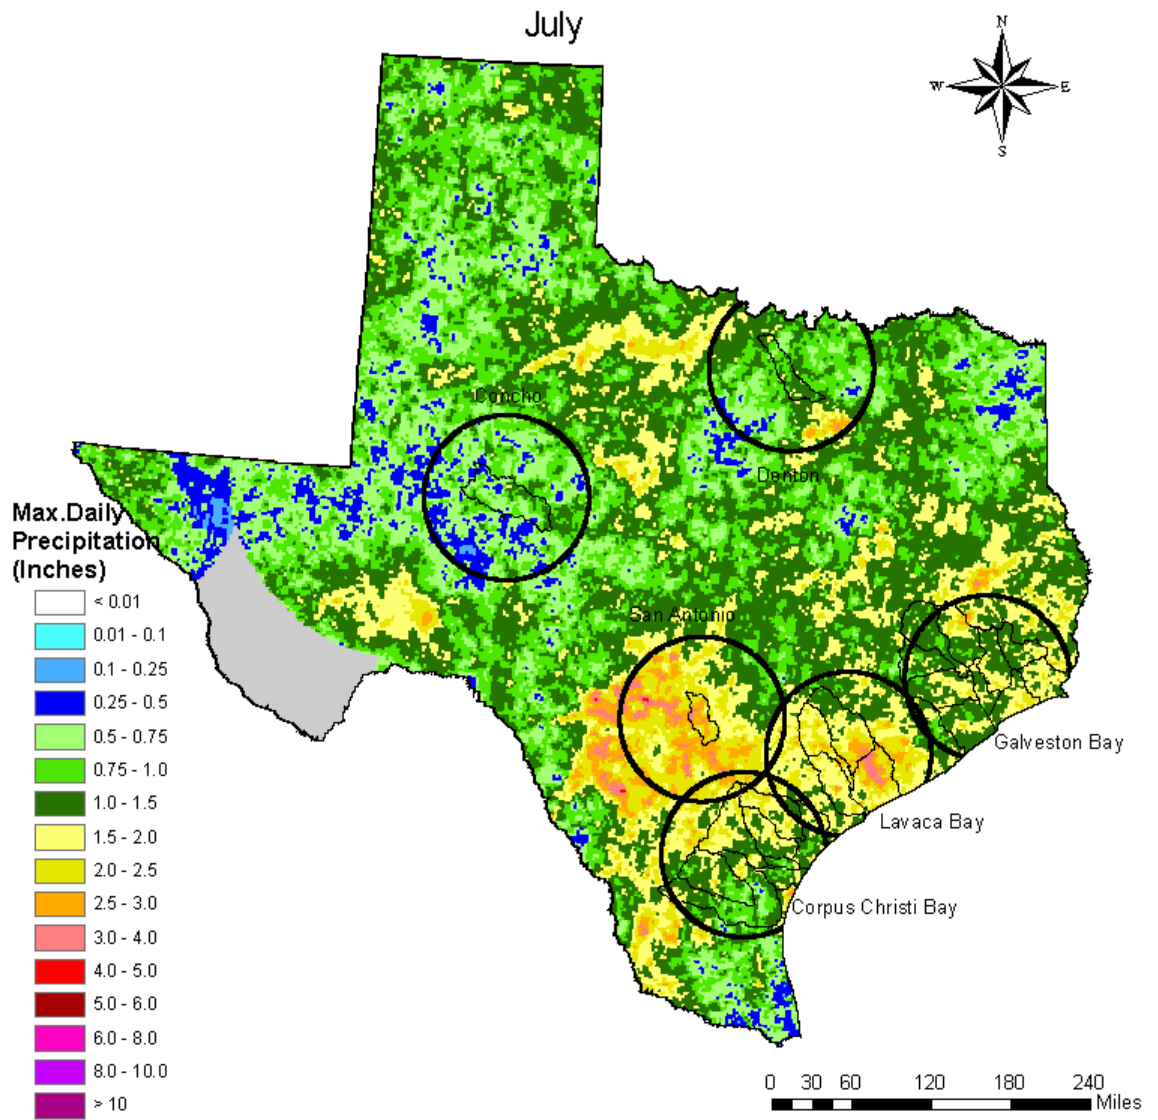 July
N
W E
S
Concho
Denton
Max.Daily
Precipitation
(Inches)
< 0.01
0.01 - 0.1
0.1 - 0.25
0.25 - 0.5
0.5 - 0.75
0.75 - 1.0
1.0 - 1.5
1.5 - 2.0
2.0 - 2.5
2.5 - 3.0
3.0 - 4.0
4.0 - 5.0
5.0 - 6.0
6.0 - 8.0
8.0 - 10.0
> 10
San Antonio
Galveston Bay
Lavaca Bay
Corpus Christi Bay
0 30 60 120 180 240
Miles